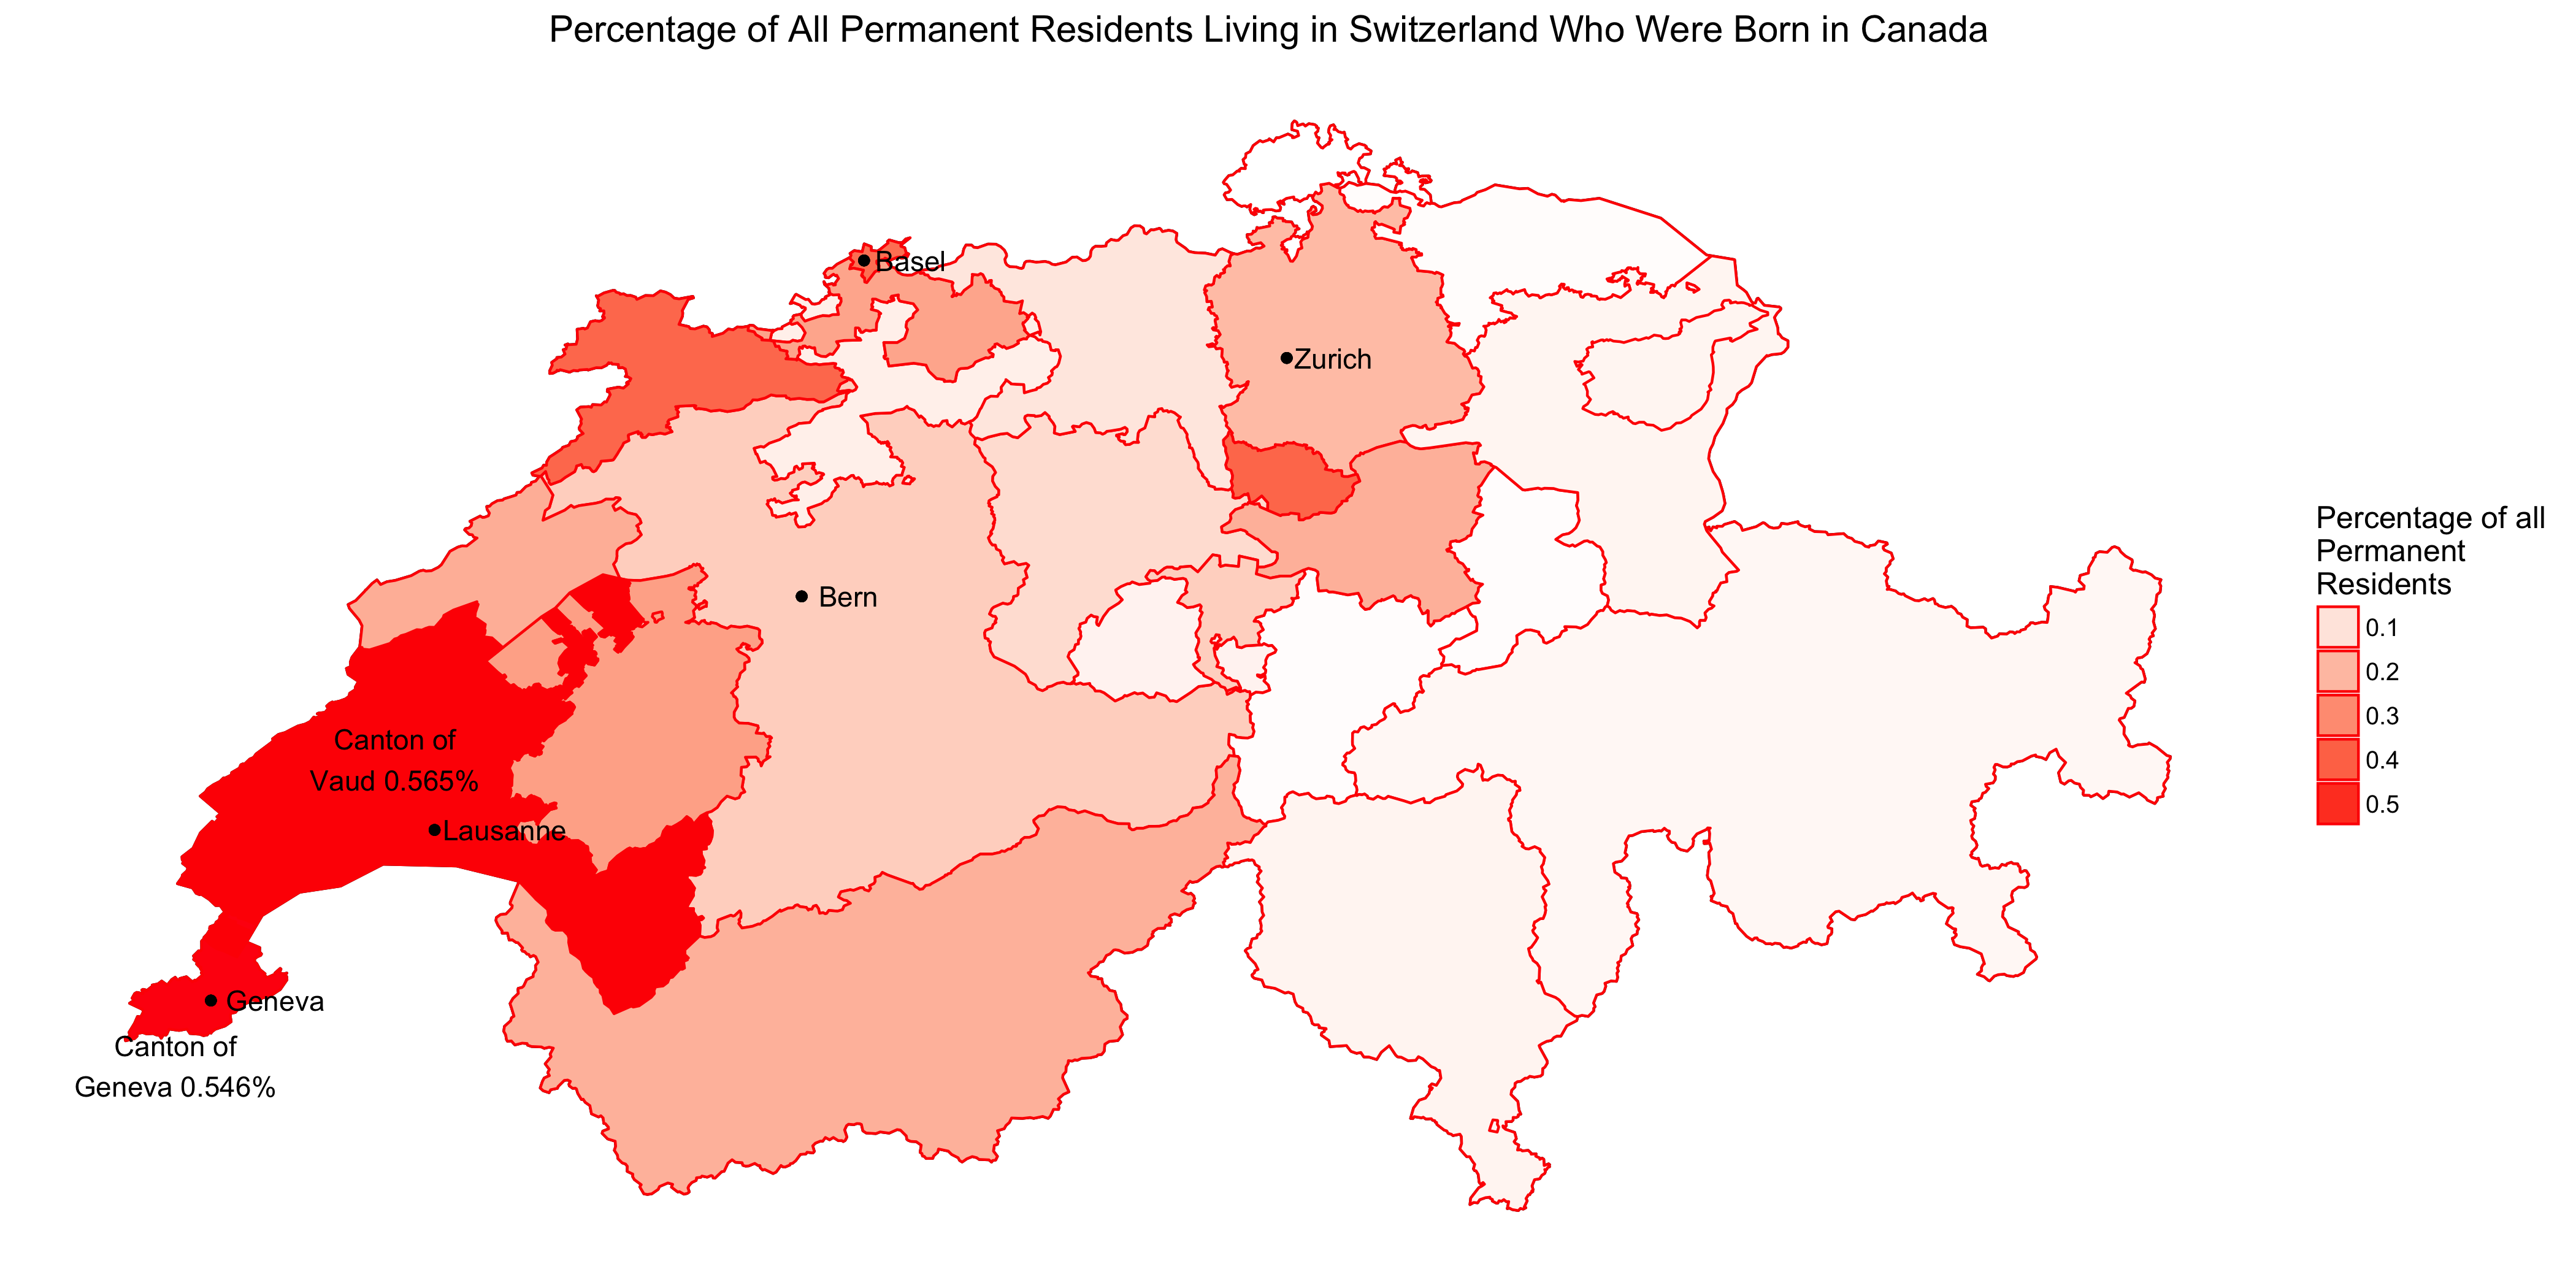 Percentage of All Permanent Residents Living in Switzerland Who Were Born in Canada
Basel
Zurich
Bern
Canton of
Vaud 0.565%
Lausanne
Geneva
Canton of
Geneva 0.546%
Percentage of all
Permanent
Residents
0.1
0.2
0.3
0.4
0.5